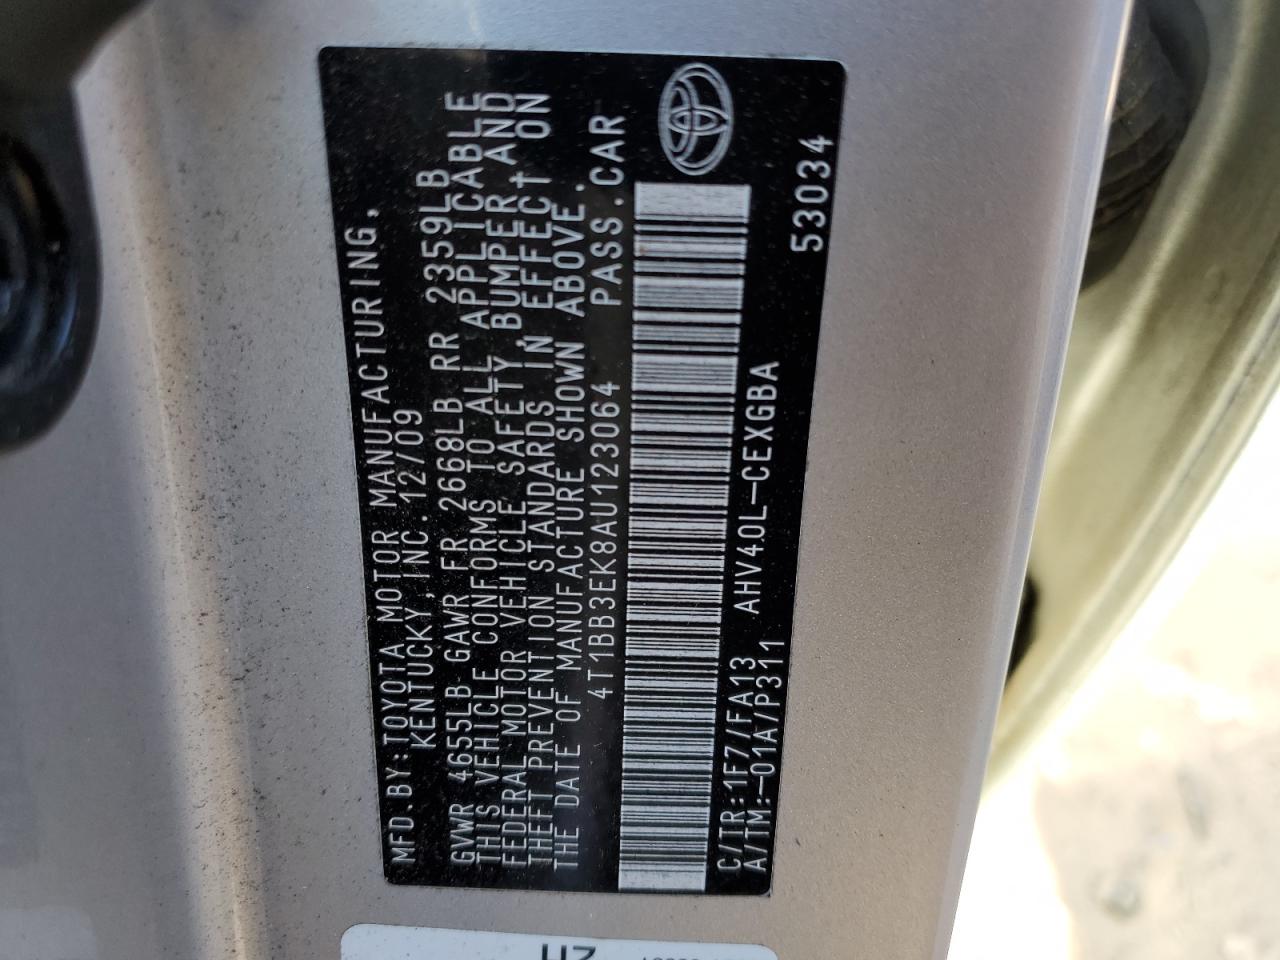 MFD. BY: TOYOTA MOTOR MANUFACTURING,
KENTUCKY, INC. 12/09
GVWR 4655LB GAWR FR 2668LB RR 2359LB
THIS VEHICLE CONFORMS TO ALL APPLICABLE
FEDERAL MOTOR VEHICLE SAFETY, BUMPER, AND
THEFT PREVENTION STANDARDS IN EFFECT ON
THE DATE OF MANUFACTURE SHOWN ABOVE.
4T1BB3EK8AU123064 PASS. CAR
C/TR: 1F7/FA13 AHV40L-CEXGBA
A/TM: -01A/P311 53034